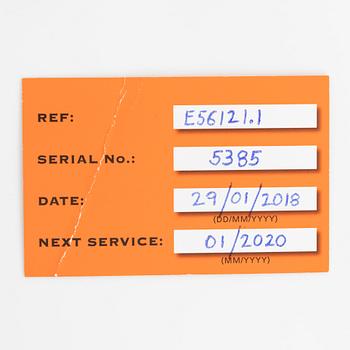 REF: E56121.1
SERIAL No.: 5385
DATE: 29/01/2018
(DD/MM/YYYY)
NEXT SERVICE: 01/2020
(MM/YYYY)